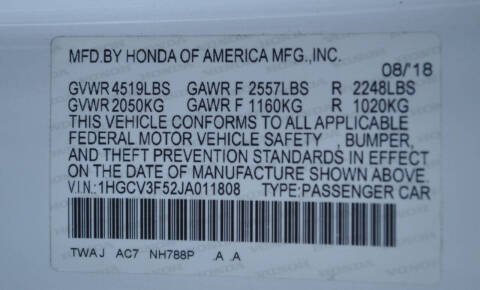 MFD.BY HONDA OF AMERICA MFG.,INC.
08/18
GVWR 4519LBS GAWR F 2557LBS R 2248LBS
GVWR 2050KG GAWR F 1160KG R 1020KG
THIS VEHICLE CONFORMS TO ALL APPLICABLE
FEDERAL MOTOR VEHICLE SAFETY , BUMPER,
AND THEFT PREVENTION STANDARDS IN EFFECT
ON THE DATE OF MANUFACTURE SHOWN ABOVE.
V.I.N.:1HGCV3F52JA011808 TYPE:PASSENGER CAR
TWAJ AC7 NH788P .A .A